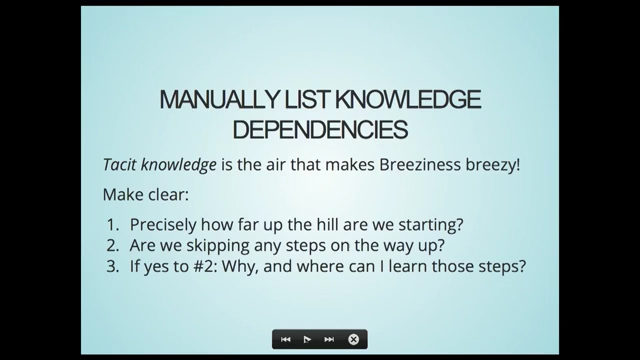 MANUALLY LIST KNOWLEDGE
DEPENDENCIES
Tacit knowledge is the air that makes Breeziness breezy!
Make clear:
1. Precisely how far up the hill are we starting?
2. Are we skipping any steps on the way up?
3. If yes to #2: Why, and where can I learn those steps?